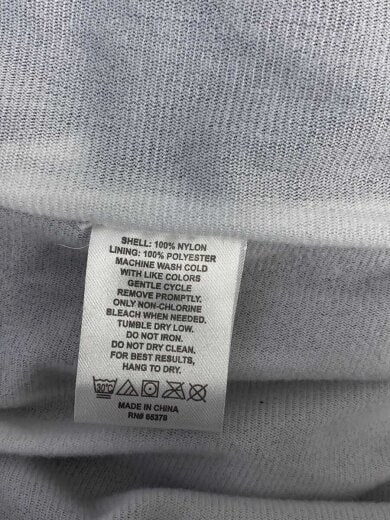 SHELL: 100% NYLON
LINING: 100% POLYESTER
MACHINE WASH COLD
WITH LIKE COLORS
GENTLE CYCLE
REMOVE PROMPTLY.
ONLY NON-CHLORINE
BLEACH WHEN NEEDED.
TUMBLE DRY LOW.
DO NOT IRON.
DO NOT DRY CLEAN.
FOR BEST RESULTS,
HANG TO DRY.
30°C
MADE IN CHINA
RN# 65378